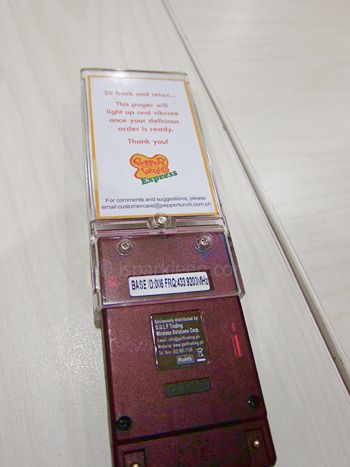 Sit back and relax...
This pager will
light up and vibrate
once your delicious
order is ready.
Thank you!
PEPPER
Lunch
Express
For comments and suggestions, please
email customercare@pepperlunch.com.ph
BASE ID:006 FRQ:433.9203MHz
Exclusively distributed by:
G.U.L.F Trading
Wireless Solutions Corp.
RoHS